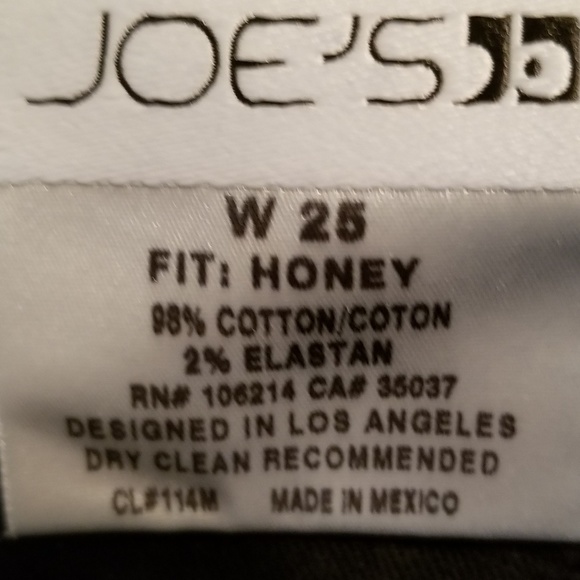 JOE'S
W 25
FIT: HONEY
98% COTTON/COTON
2% ELASTAN
RN# 106214 CA# 35037
DESIGNED IN LOS ANGELES
DRY CLEAN RECOMMENDED
CL#114M MADE IN MEXICO